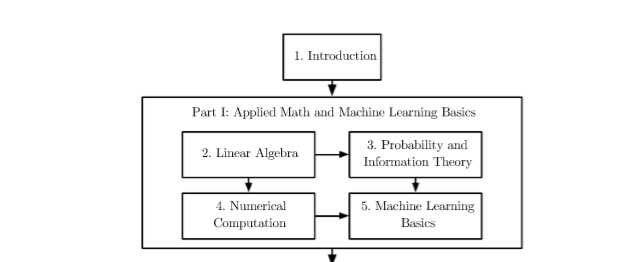 1. Introduction
Part I: Applied Math and Machine Learning Basics
2. Linear Algebra
3. Probability and
Information Theory
4. Numerical
Computation
5. Machine Learning
Basics